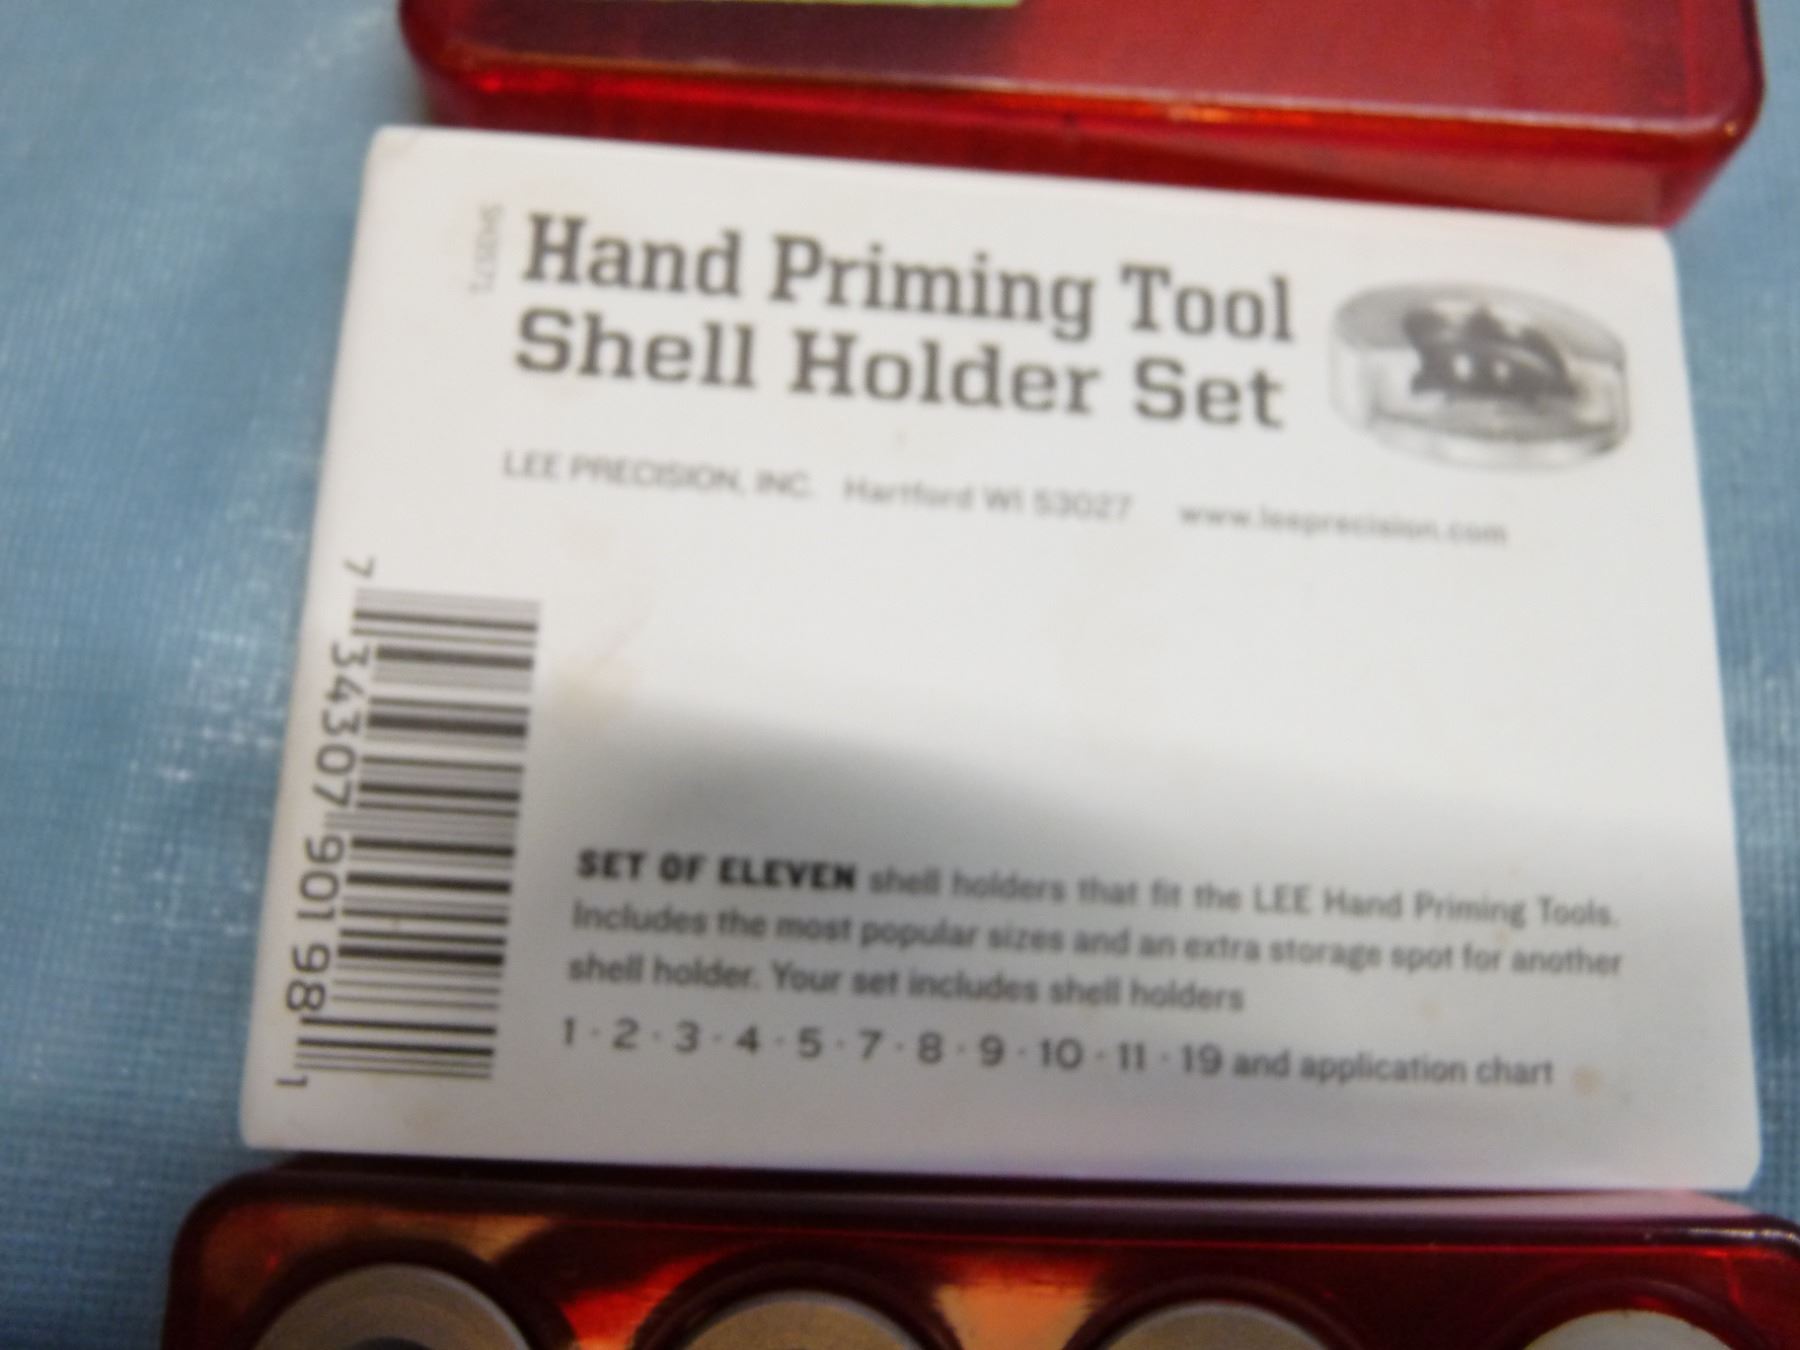 Hand Priming Tool
Shell Holder Set
LEE PRECISION, INC. Hartford WI 53027 www.leeprecision.com
7 34307 90198 1
SET OF ELEVEN shell holders that fit the LEE Hand Priming Tools.
Includes the most popular sizes and an extra storage spot for another
shell holder. Your set includes shell holders
1 · 2 · 3 · 4 · 5 · 7 · 8 · 9 · 10 · 11 · 19 and application chart